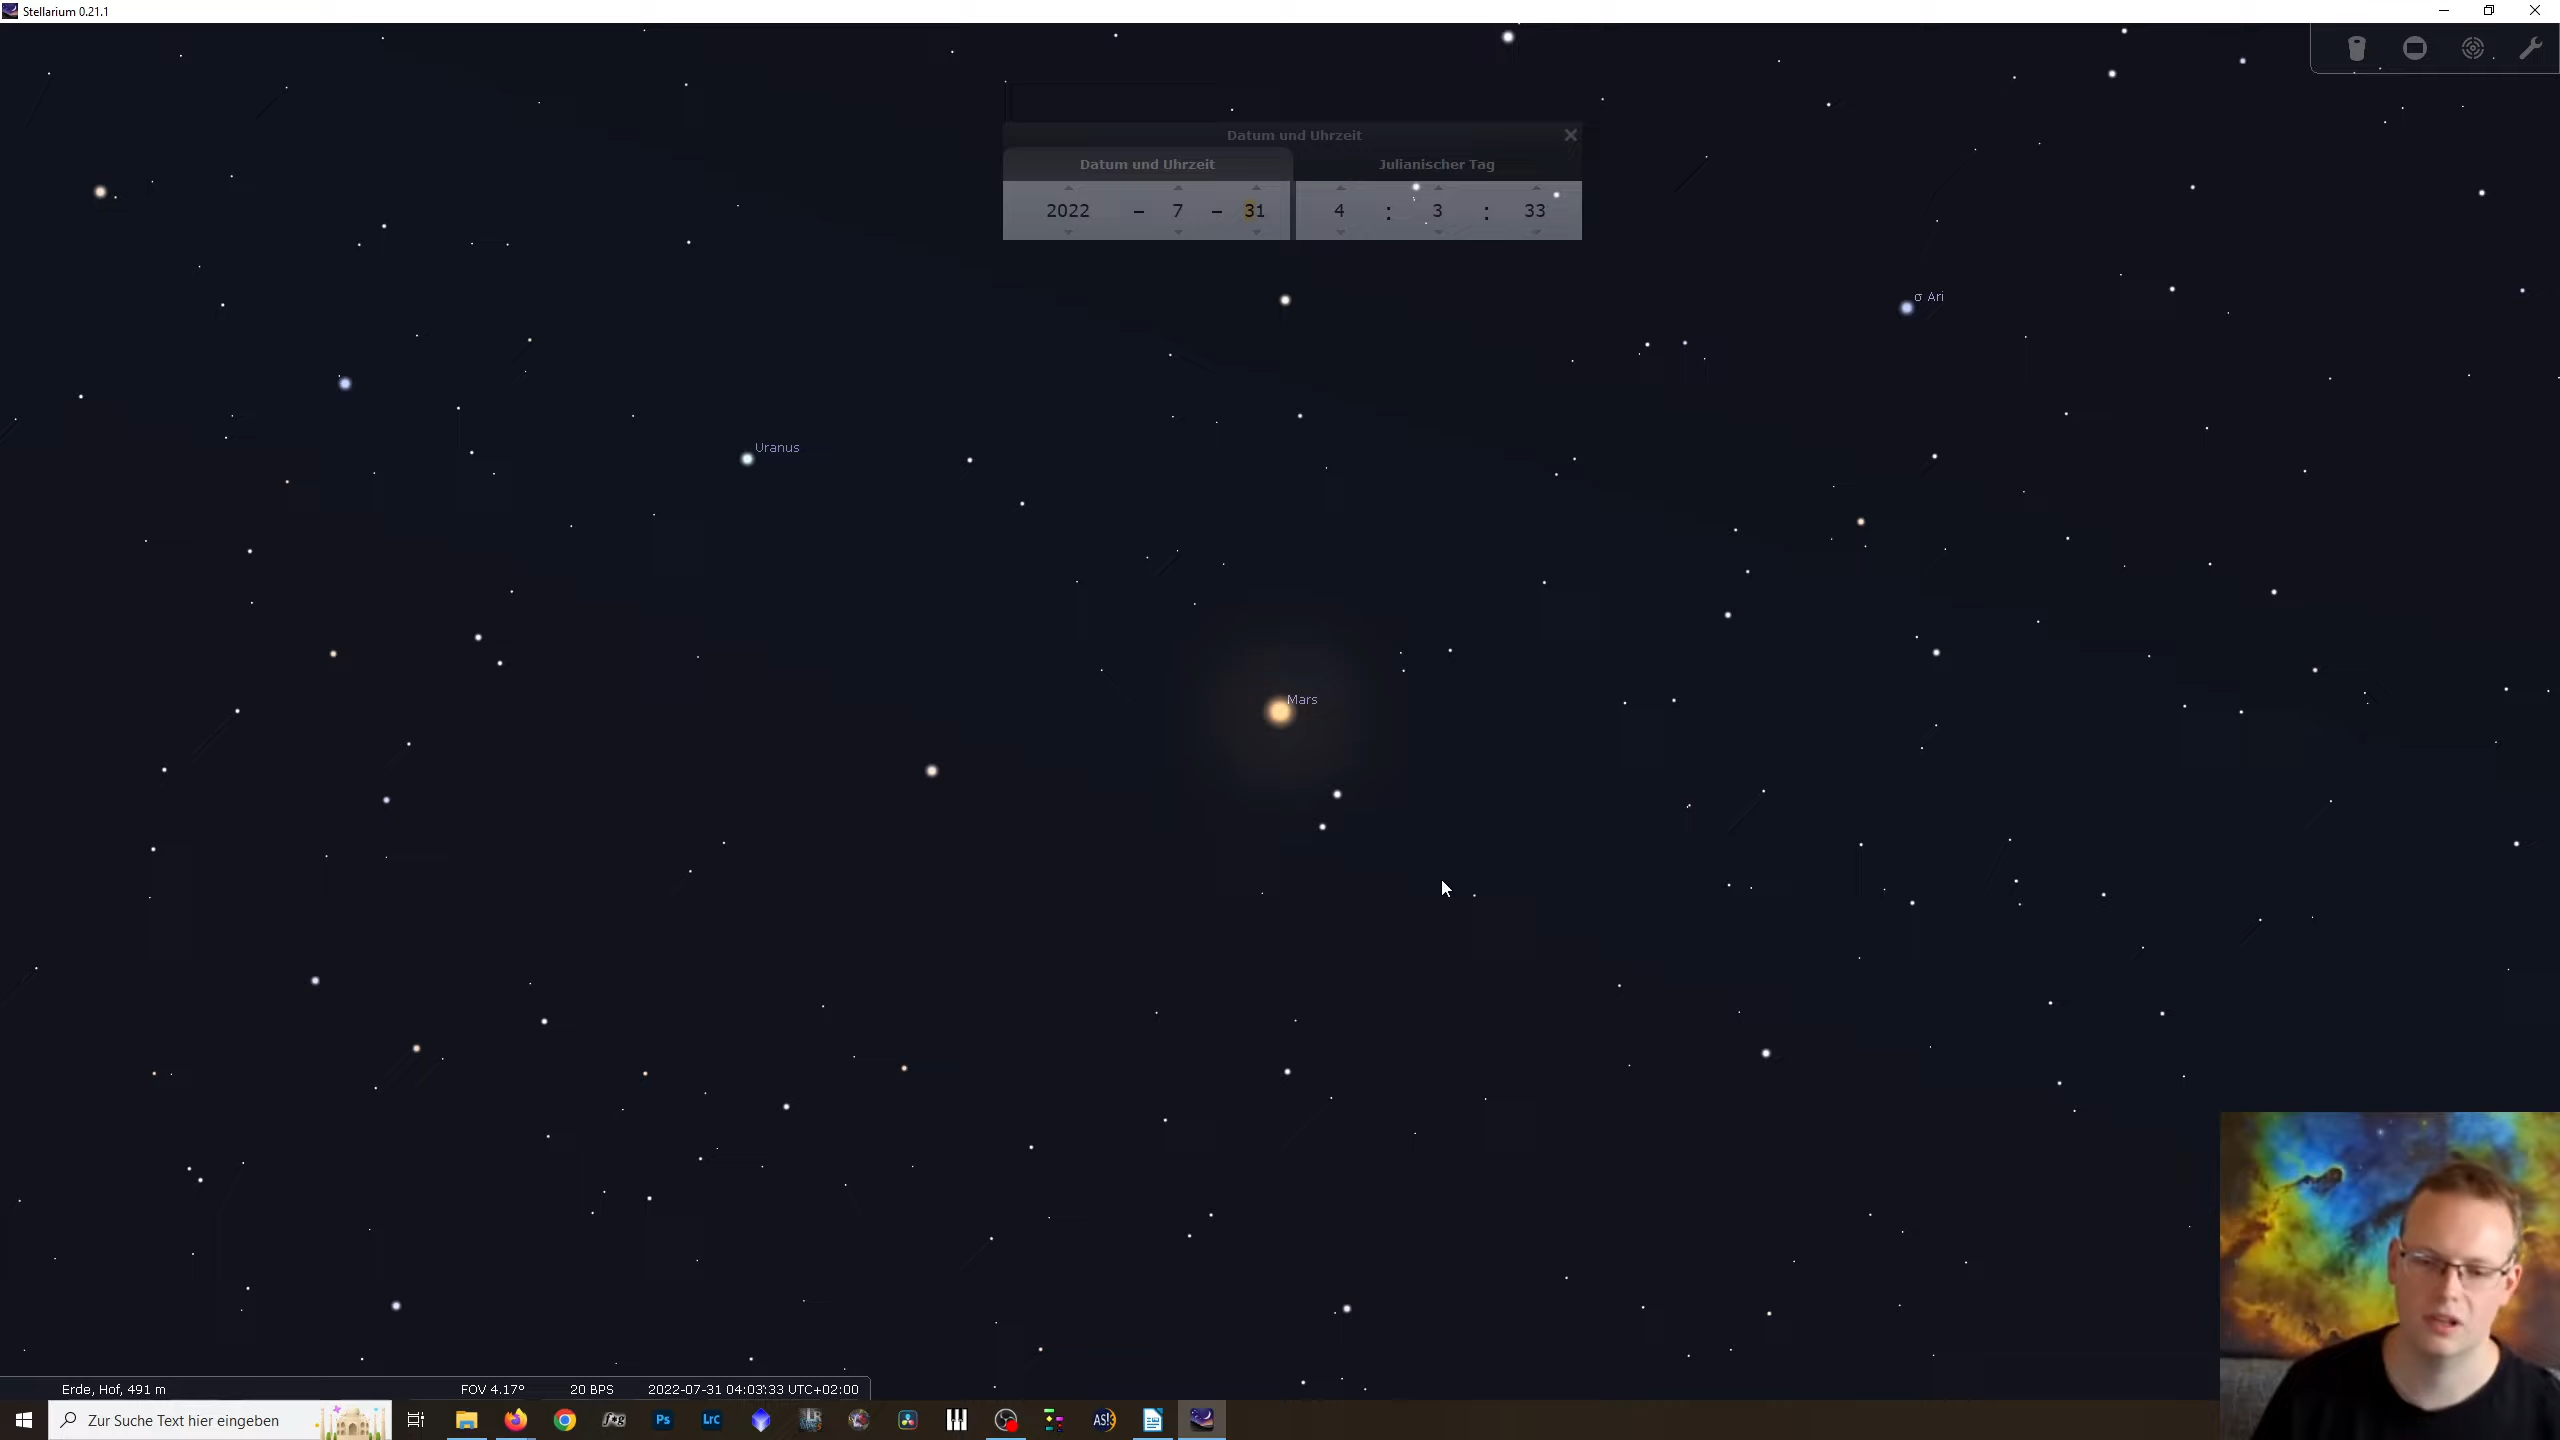 Stellarium 0.21.1
Datum und Uhrzeit
Datum und Uhrzeit
Julianischer Tag
2022 - 7 - 31 4 : 3 : 33
σ Ari
Uranus
Mars
Erde, Hof, 491 m FOV 4.17° 20 BPS 2022-07-31 04:03:33 UTC+02:00
Zur Suche Text hier eingeben
Ps
Lrc
AS!3